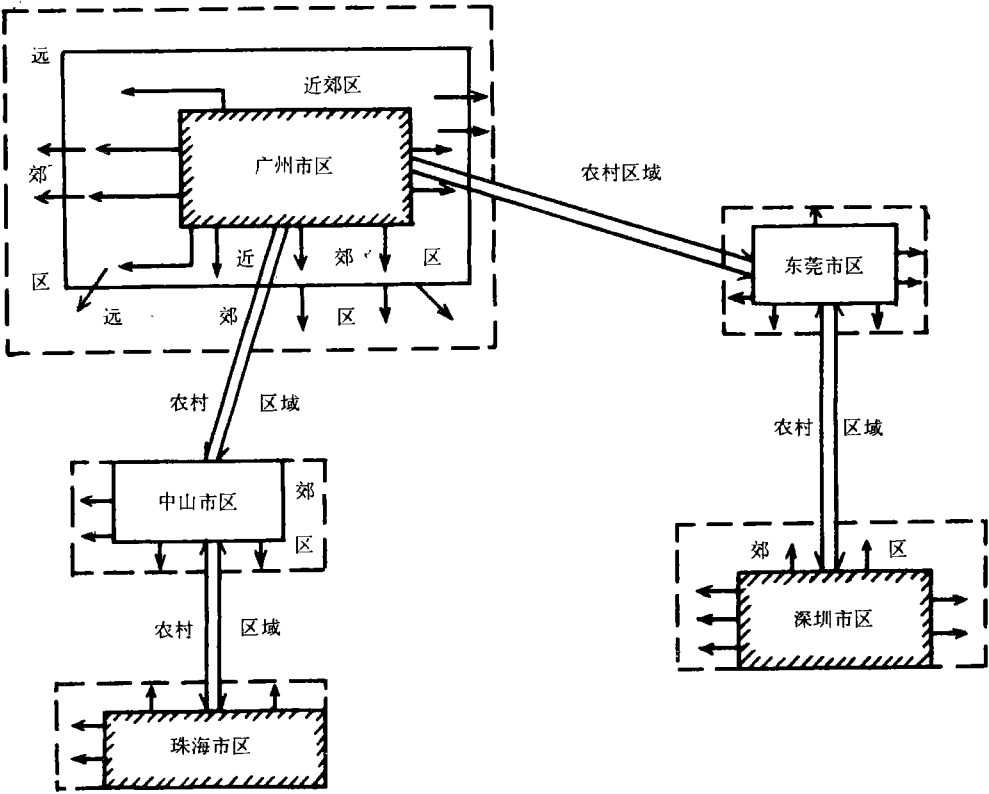 远
近郊区
广州市区
郊
农村区域
区
近 郊 区
东莞市区
远 郊 区
农村 区域
农村 区域
中山市区
郊
区
郊 区
深圳市区
农村 区域
珠海市区